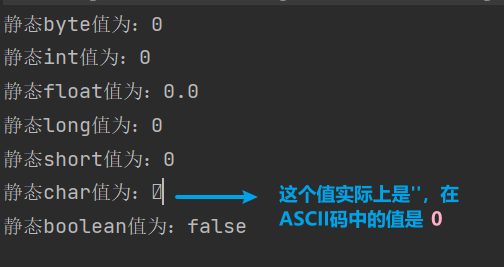 静态byte值为：0
静态int值为：0
静态float值为：0.0
静态long值为：0
静态short值为：0
静态char值为：
这个值实际上是''，在
ASCII码中的值是 0
静态boolean值为：false